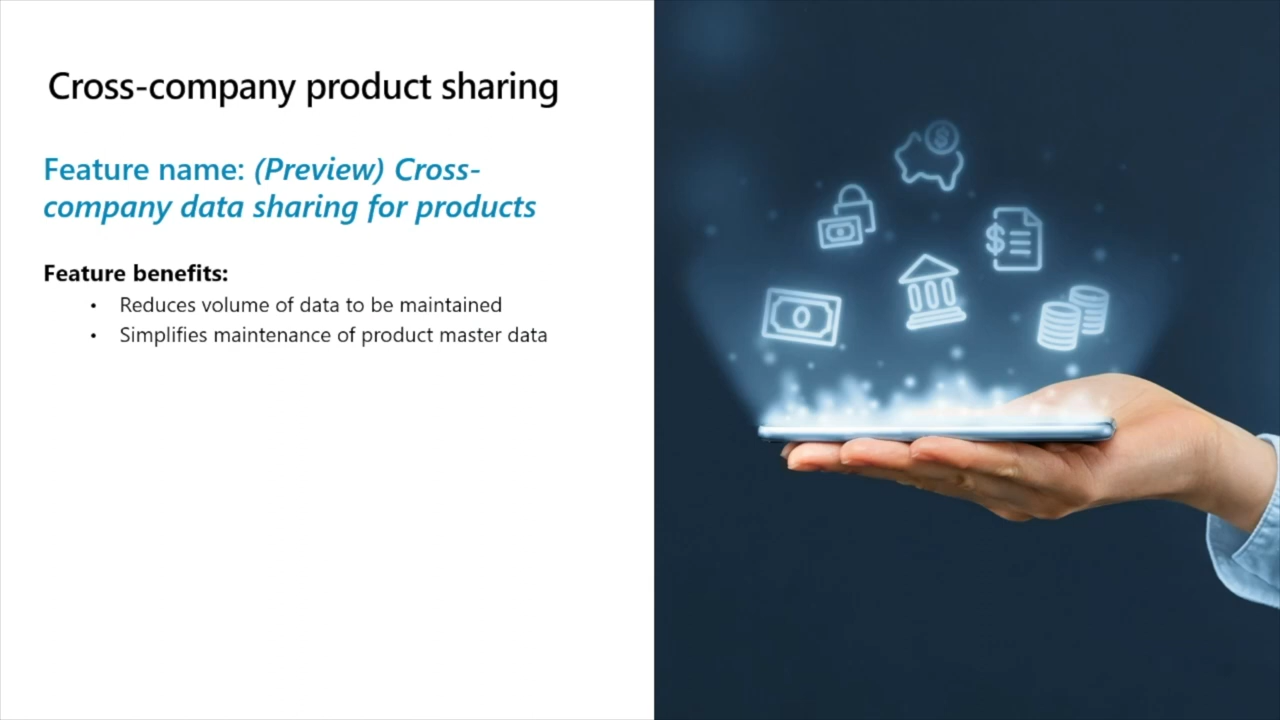 Cross-company product sharing
Feature name: (Preview) Cross-
company data sharing for products
Feature benefits:
• Reduces volume of data to be maintained
• Simplifies maintenance of product master data